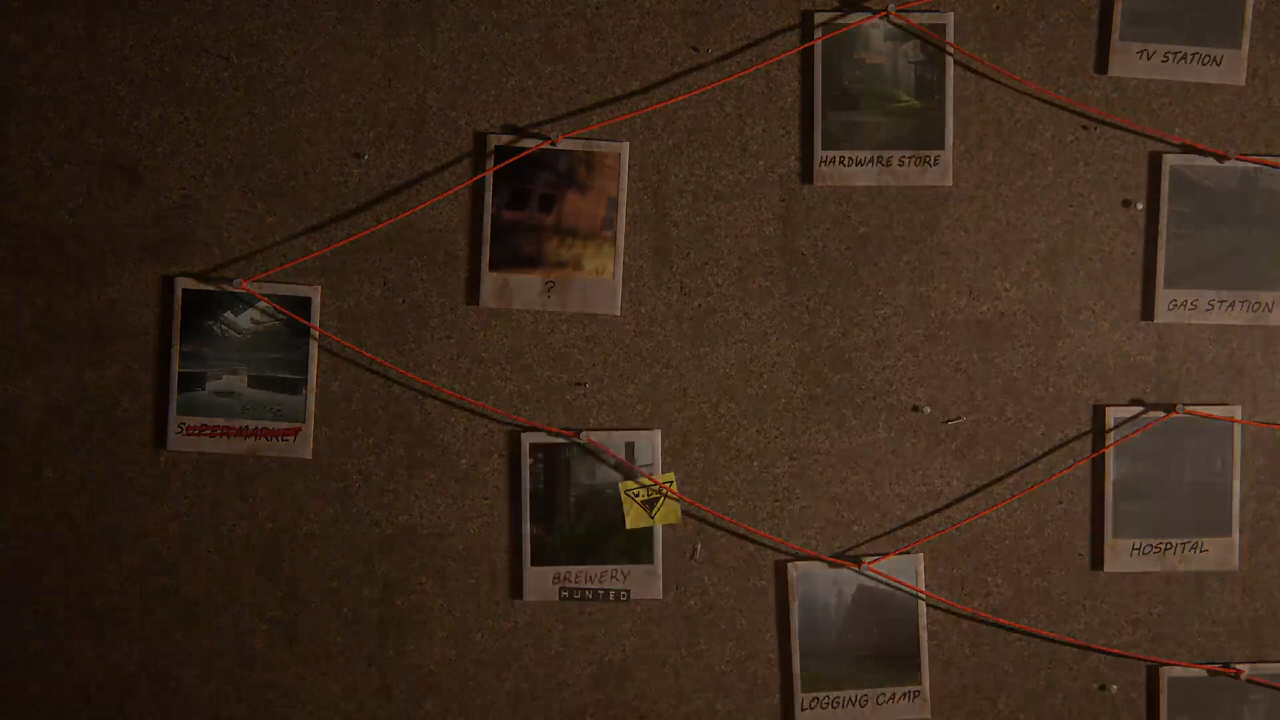 TV STATION
HARDWARE STORE
GAS STATION
?
SUPERMARKET
W.L.F
BREWERY
HUNTED
HOSPITAL
LOGGING CAMP